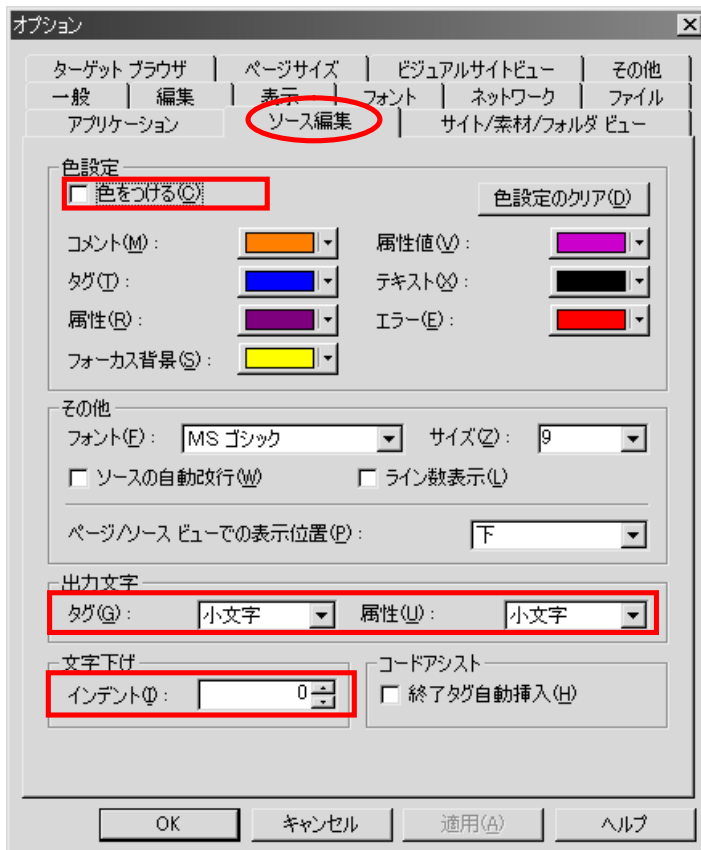 オプション
ターゲット ブラウザ ページサイズ ビジュアルサイトビュー その他
一般 編集 表示 フォント ネットワーク ファイル
アプリケーション ソース編集 サイト/素材/フォルダ ビュー
色設定
色をつける(C) 色設定のクリア(D)
コメント(M): 属性値(V):
タグ(T): テキスト(X):
属性(R): エラー(E):
フォーカス背景(S):
その他
フォント(F): MS ゴシック サイズ(Z): 9
ソースの自動改行(W) ライン数表示(L)
ページ/ソース ビューでの表示位置(P): 下
出力文字
タグ(G): 小文字 属性(U): 小文字
文字下げ コードアシスト
インデント(I): 0 終了タグ自動挿入(H)
OK キャンセル 適用(A) ヘルプ